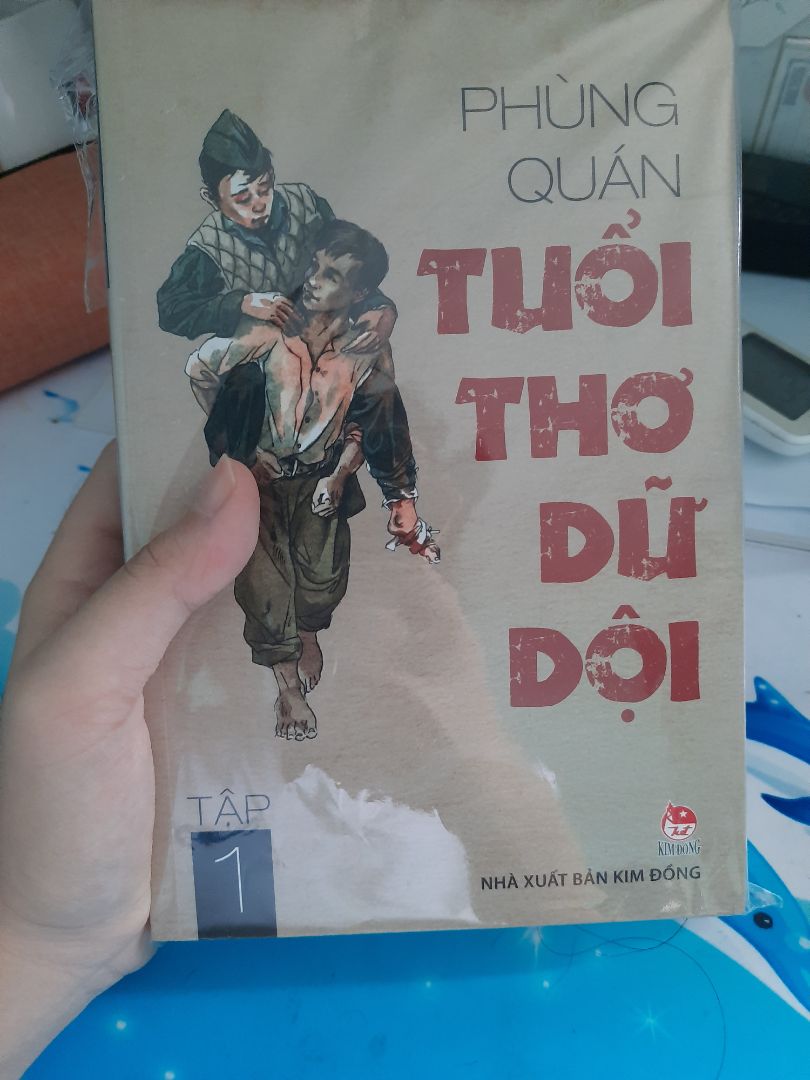 PHÙNG
QUÁN
TUỔI
THƠ
DỮ
DỘI
TẬP
1
KIM ĐỒNG
NHÀ XUẤT BẢN KIM ĐỒNG